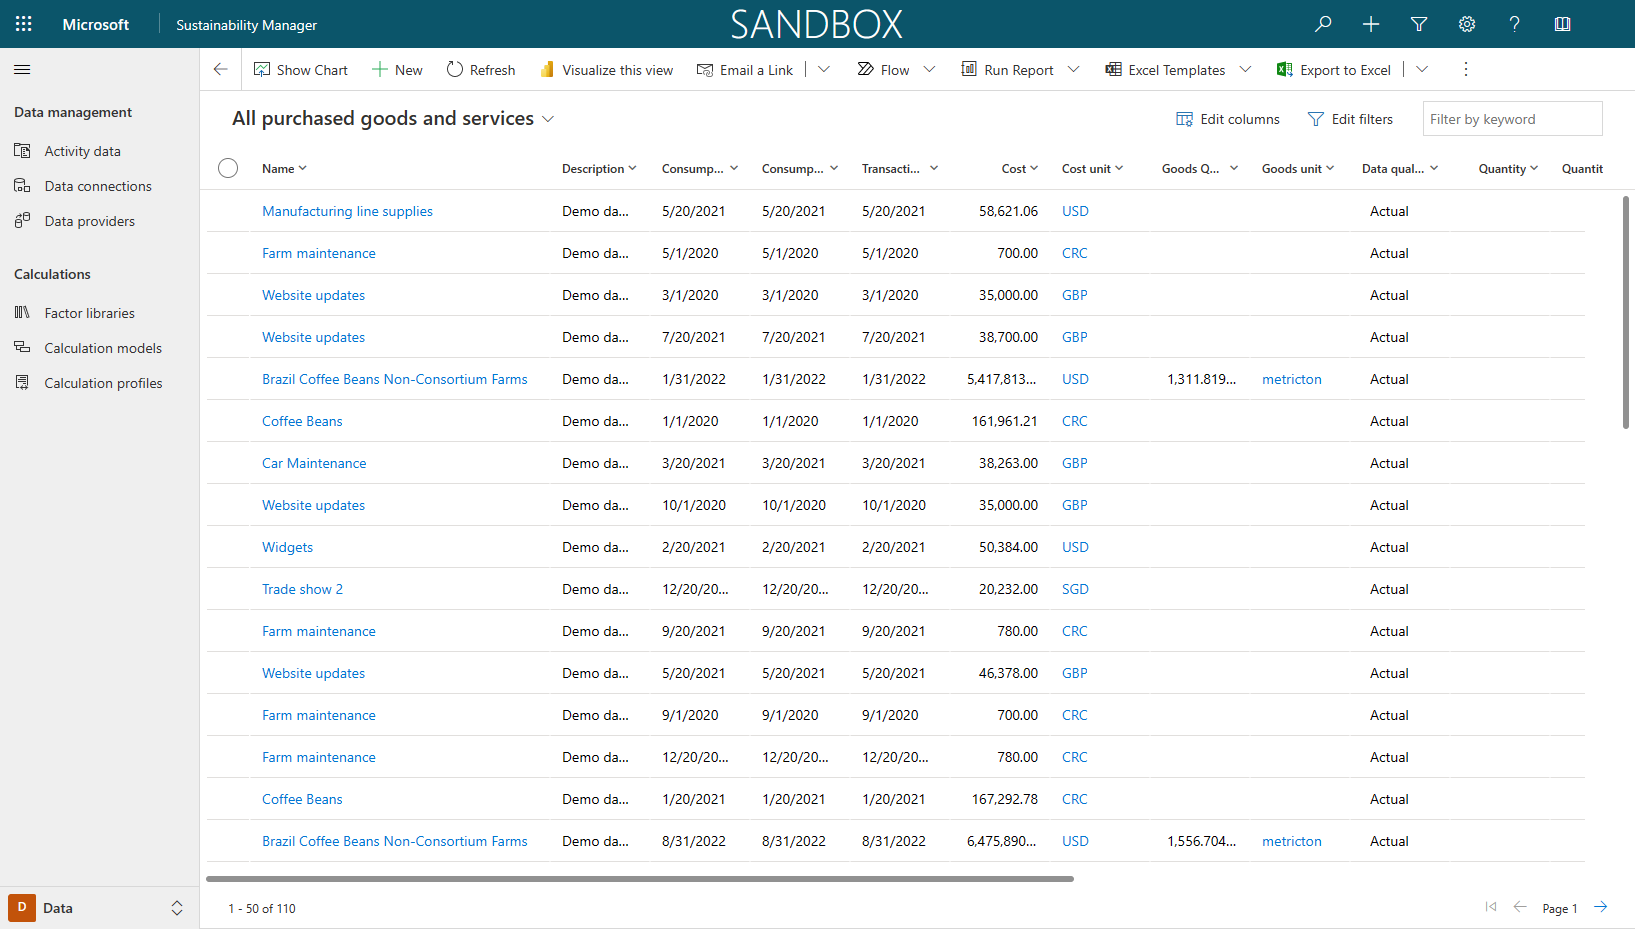 Microsoft Sustainability Manager SANDBOX
Show Chart New Refresh Visualize this view Email a Link Flow Run Report Excel Templates Export to Excel
Data management
Activity data
Data connections
Data providers
Calculations
Factor libraries
Calculation models
Calculation profiles
All purchased goods and services Edit columns Edit filters Filter by keyword
Name Description Consump... Consump... Transacti... Cost Cost unit Goods Q... Goods unit Data qual... Quantity Quantit
Manufacturing line supplies Demo da... 5/20/2021 5/20/2021 5/20/2021 58,621.06 USD Actual
Farm maintenance Demo da... 5/1/2020 5/1/2020 5/1/2020 700.00 CRC Actual
Website updates Demo da... 3/1/2020 3/1/2020 3/1/2020 35,000.00 GBP Actual
Website updates Demo da... 7/20/2021 7/20/2021 7/20/2021 38,700.00 GBP Actual
Brazil Coffee Beans Non-Consortium Farms Demo da... 1/31/2022 1/31/2022 1/31/2022 5,417,813... USD 1,311.819... metricton Actual
Coffee Beans Demo da... 1/1/2020 1/1/2020 1/1/2020 161,961.21 CRC Actual
Car Maintenance Demo da... 3/20/2021 3/20/2021 3/20/2021 38,263.00 GBP Actual
Website updates Demo da... 10/1/2020 10/1/2020 10/1/2020 35,000.00 GBP Actual
Widgets Demo da... 2/20/2021 2/20/2021 2/20/2021 50,384.00 USD Actual
Trade show 2 Demo da... 12/20/20... 12/20/20... 12/20/20... 20,232.00 SGD Actual
Farm maintenance Demo da... 9/20/2021 9/20/2021 9/20/2021 780.00 CRC Actual
Website updates Demo da... 5/20/2021 5/20/2021 5/20/2021 46,378.00 GBP Actual
Farm maintenance Demo da... 9/1/2020 9/1/2020 9/1/2020 700.00 CRC Actual
Farm maintenance Demo da... 12/20/20... 12/20/20... 12/20/20... 780.00 CRC Actual
Coffee Beans Demo da... 1/20/2021 1/20/2021 1/20/2021 167,292.78 CRC Actual
Brazil Coffee Beans Non-Consortium Farms Demo da... 8/31/2022 8/31/2022 8/31/2022 6,475,890... USD 1,556.704... metricton Actual
D Data
1 - 50 of 110 Page 1